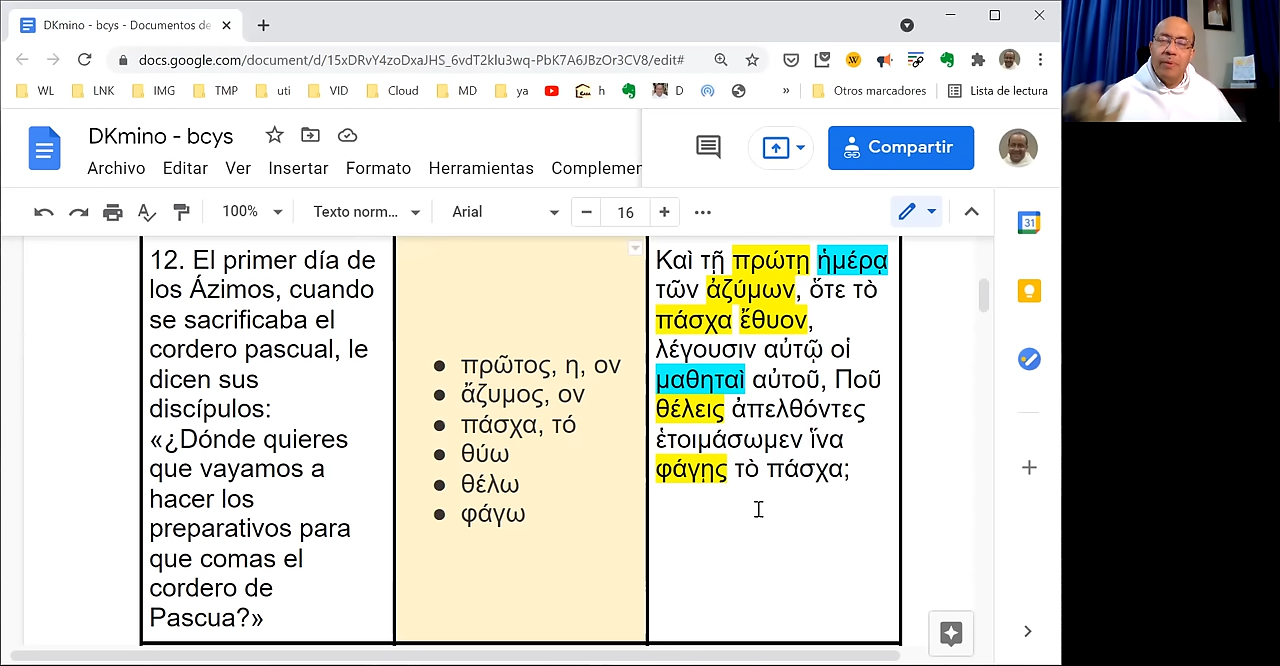 DKmino - bcys - Documentos de
docs.google.com/document/d/15xDRvY4zoDxaJHS_6vdT2klu3wq-PbK7A6JBzOr3CV8/edit#
WL LNK IMG TMP uti VID Cloud MD ya h D » Otros marcadores Lista de lectura
DKmino - bcys
Compartir
Archivo Editar Ver Insertar Formato Herramientas Complemen
100% Texto norm... Arial 16
31
12. El primer día de
los Ázimos, cuando
se sacrificaba el
cordero pascual, le
dicen sus
discípulos:
«¿Dónde quieres
que vayamos a
hacer los
preparativos para
que comas el
cordero de
Pascua?»
● πρῶτος, η, ον
● ἄζυμος, ον
● πάσχα, τό
● θύω
● θέλω
● φάγω
Καὶ τῇ πρώτῃ ἡμέρᾳ
τῶν ἀζύμων, ὅτε τὸ
πάσχα ἔθυον,
λέγουσιν αὐτῷ οἱ
μαθηταὶ αὐτοῦ, Ποῦ
θέλεις ἀπελθόντες
ἑτοιμάσωμεν ἵνα
φάγῃς τὸ πάσχα;